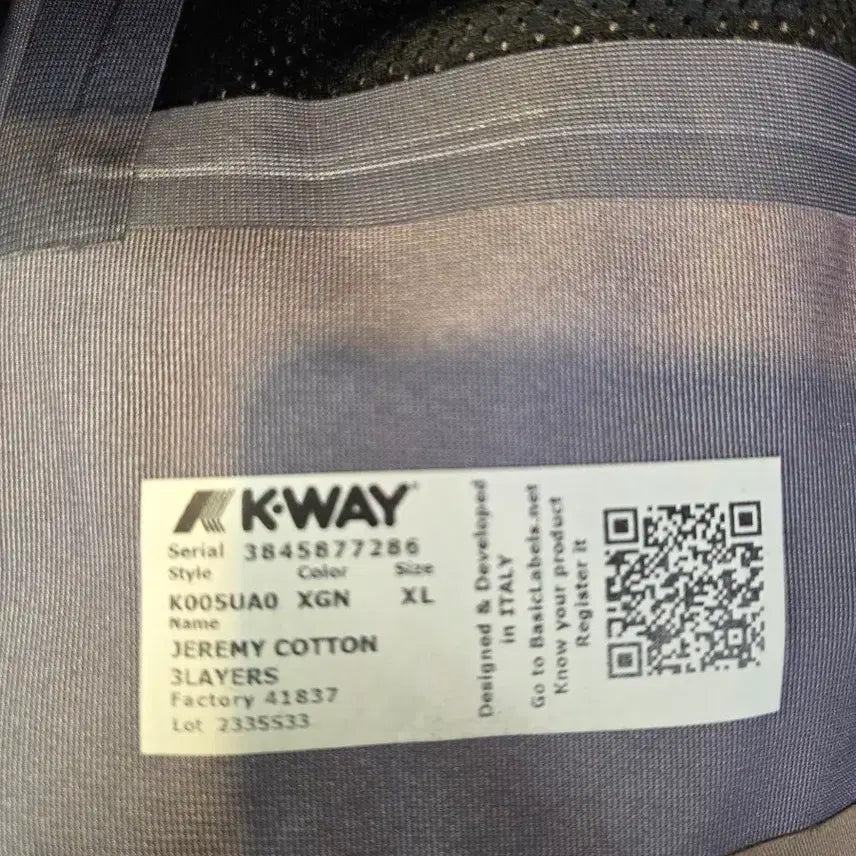 K·WAY
Serial 3845877286
Style Color Size
K005UA0 XGN XL
Name
JEREMY COTTON
3LAYERS
Factory 41837
Lot 2335533
Designed & Developed
in ITALY
Go to BasicLabels.net
Know your product
Register it